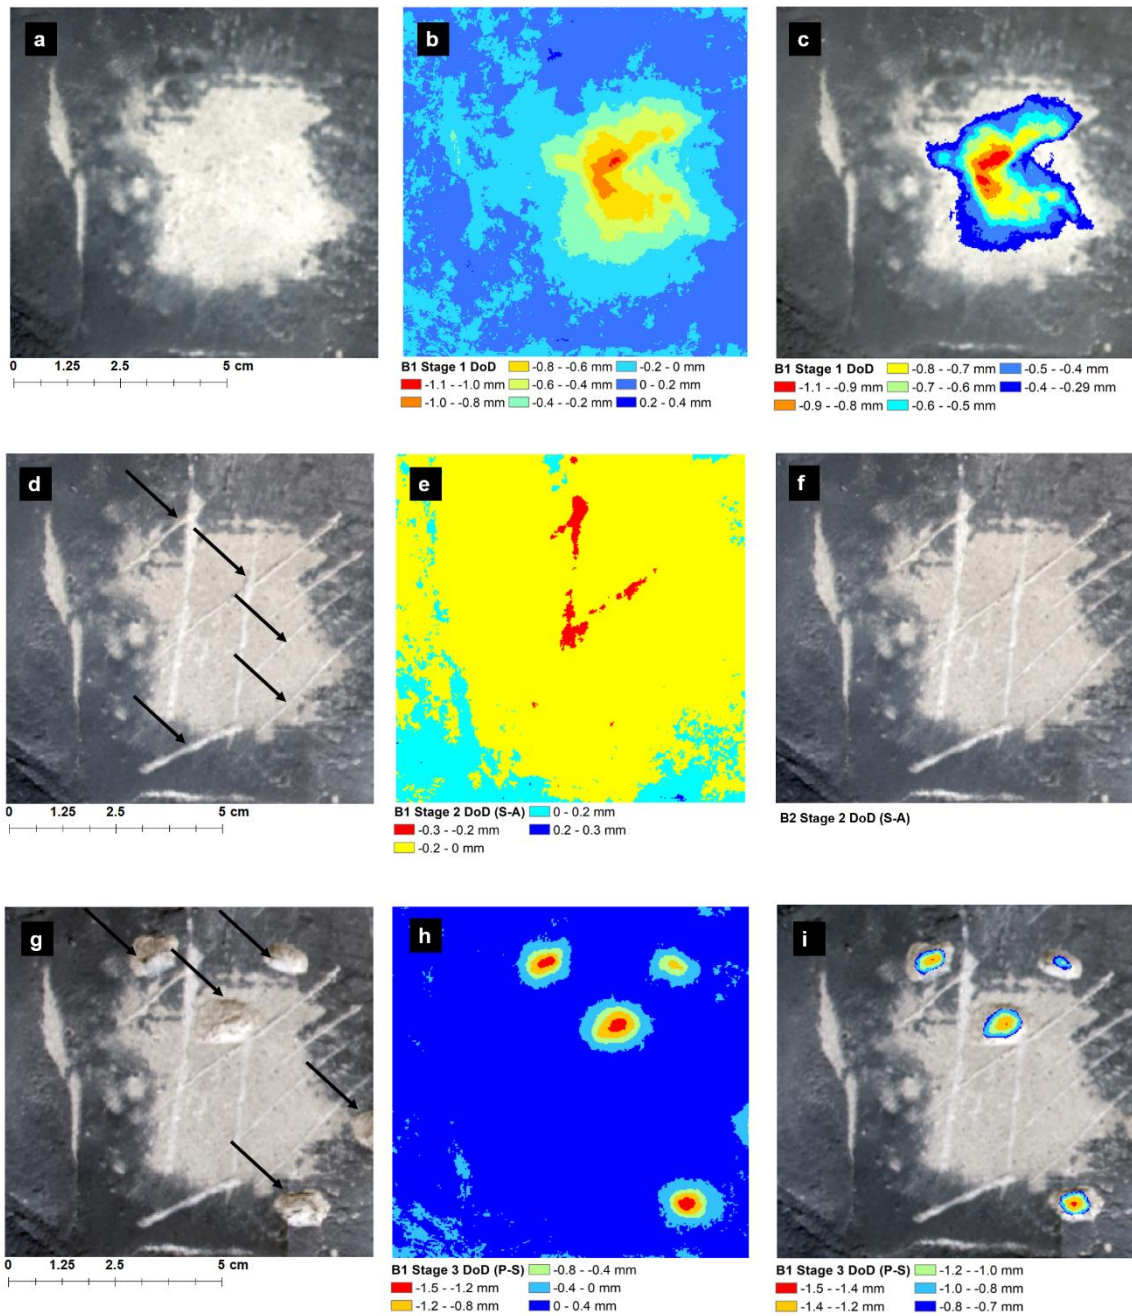 a
b
c
0 1.25 2.5 5 cm
B1 Stage 1 DoD
-1.1 - -1.0 mm
-1.0 - -0.8 mm
-0.8 - -0.6 mm
-0.6 - -0.4 mm
-0.4 - -0.2 mm
-0.2 - 0 mm
0 - 0.2 mm
0.2 - 0.4 mm
B1 Stage 1 DoD
-1.1 - -0.9 mm
-0.9 - -0.8 mm
-0.8 - -0.7 mm
-0.7 - -0.6 mm
-0.6 - -0.5 mm
-0.5 - -0.4 mm
-0.4 - -0.29 mm
d
e
f
0 1.25 2.5 5 cm
B1 Stage 2 DoD (S-A)
-0.3 - -0.2 mm
-0.2 - 0 mm
0 - 0.2 mm
0.2 - 0.3 mm
B2 Stage 2 DoD (S-A)
g
h
i
0 1.25 2.5 5 cm
B1 Stage 3 DoD (P-S)
-1.5 - -1.2 mm
-1.2 - -0.8 mm
-0.8 - -0.4 mm
-0.4 - 0 mm
0 - 0.4 mm
B1 Stage 3 DoD (P-S)
-1.5 - -1.4 mm
-1.4 - -1.2 mm
-1.2 - -1.0 mm
-1.0 - -0.8 mm
-0.8 - -0.7 mm